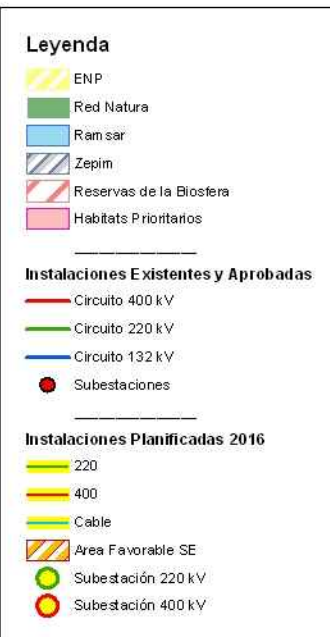 Leyenda
ENP
Red Natura
Ramsar
Zepim
Reservas de la Biosfera
Habitats Prioritarios
Instalaciones Existentes y Aprobadas
Circuito 400 kV
Circuito 220 kV
Circuito 132 kV
Subestaciones
Instalaciones Planificadas 2016
220
400
Cable
Area Favorable SE
Subestación 220 kV
Subestación 400 kV